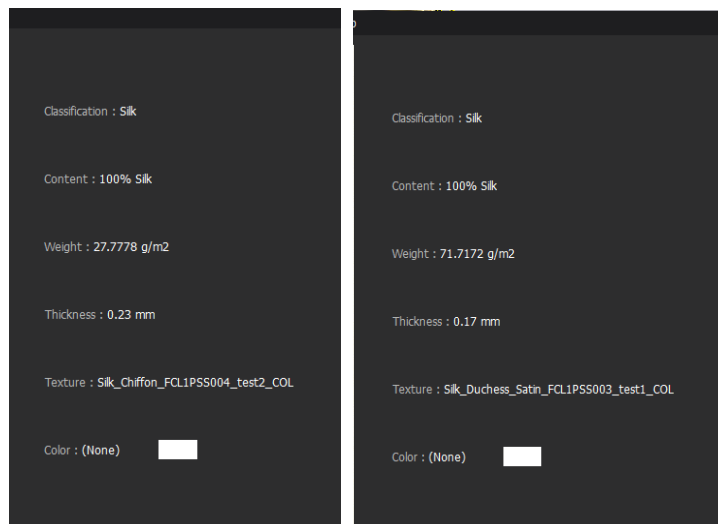 Classification : Silk
Content : 100% Silk
Weight : 27.7778 g/m2
Thickness : 0.23 mm
Texture : Silk_Chiffon_FCL1PSS004_test2_COL
Color : (None)
Classification : Silk
Content : 100% Silk
Weight : 71.7172 g/m2
Thickness : 0.17 mm
Texture : Silk_Duchess_Satin_FCL1PSS003_test1_COL
Color : (None)